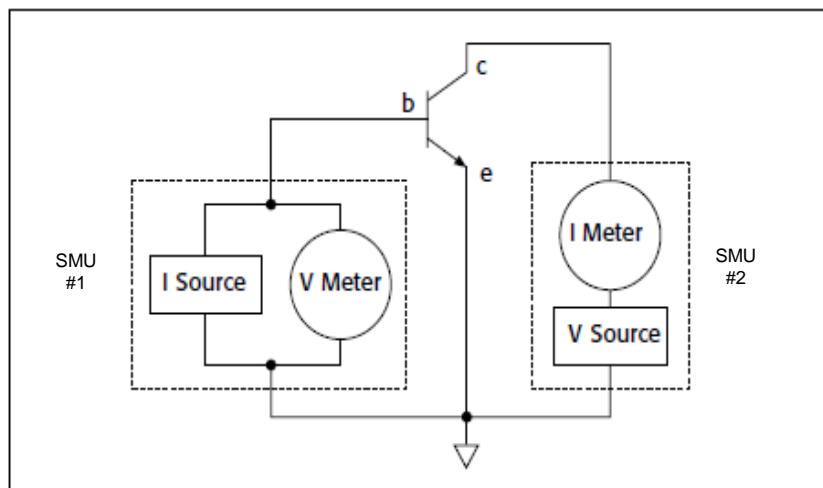 c
b
e
SMU
#1
I Source
V Meter
I Meter
V Source
SMU
#2